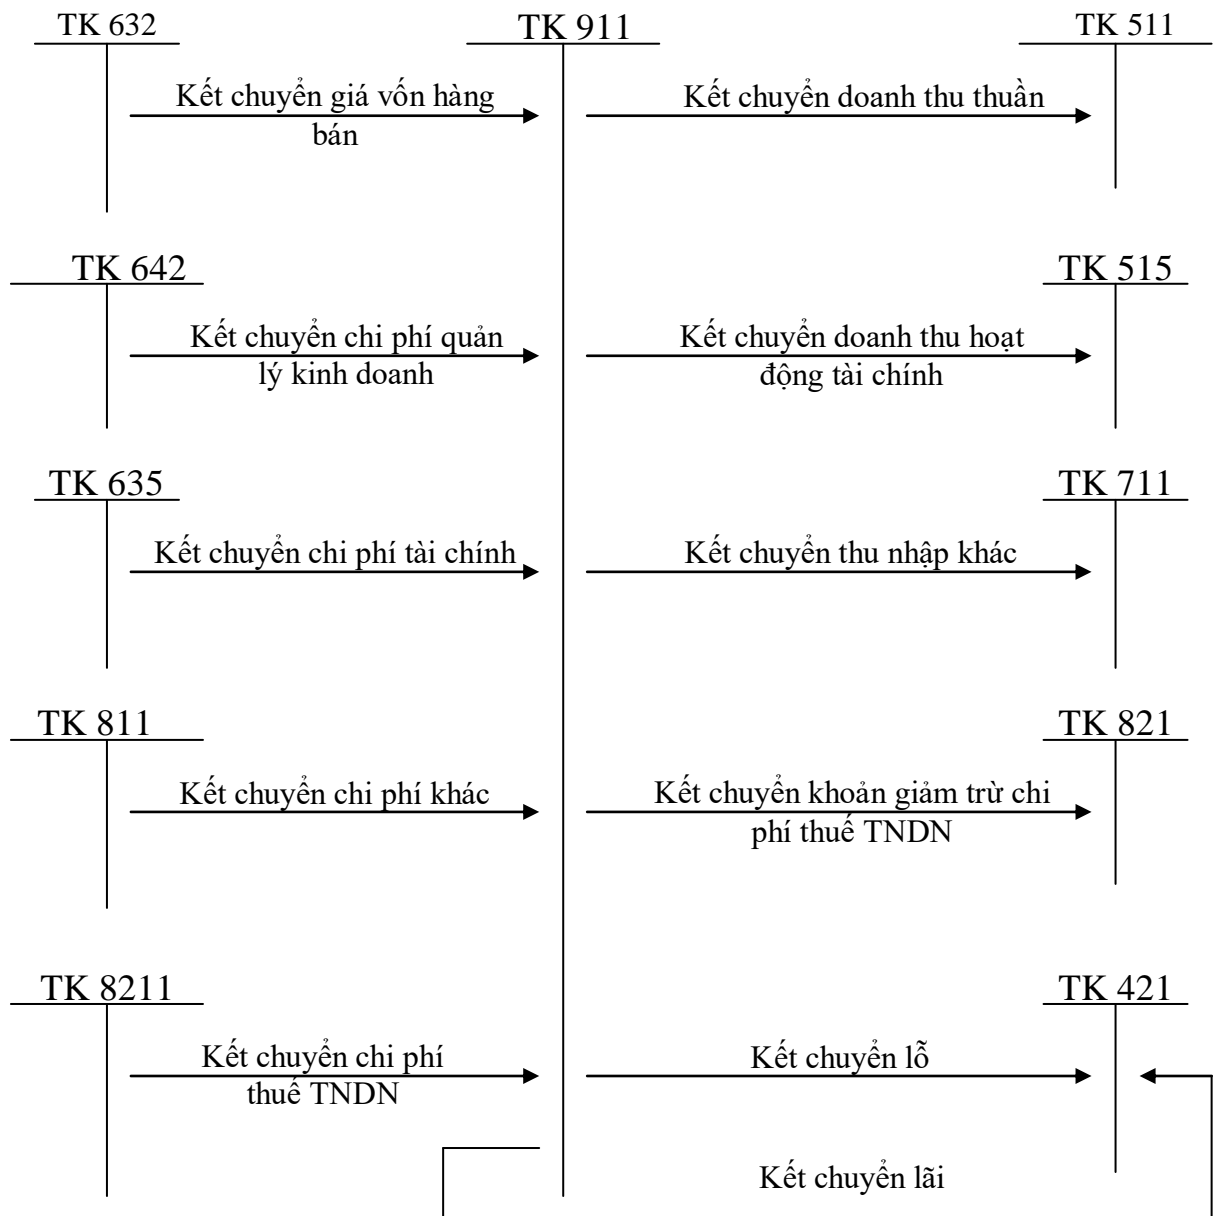 TK 632
TK 911
TK 511
Kết chuyển giá vốn hàng
bán
Kết chuyển doanh thu thuần
TK 642
TK 515
Kết chuyển chi phí quản
lý kinh doanh
Kết chuyển doanh thu hoạt
động tài chính
TK 635
TK 711
Kết chuyển chi phí tài chính
Kết chuyển thu nhập khác
TK 811
TK 821
Kết chuyển chi phí khác
Kết chuyển khoản giảm trừ chi
phí thuế TNDN
TK 8211
TK 421
Kết chuyển chi phí
thuế TNDN
Kết chuyển lỗ
Kết chuyển lãi